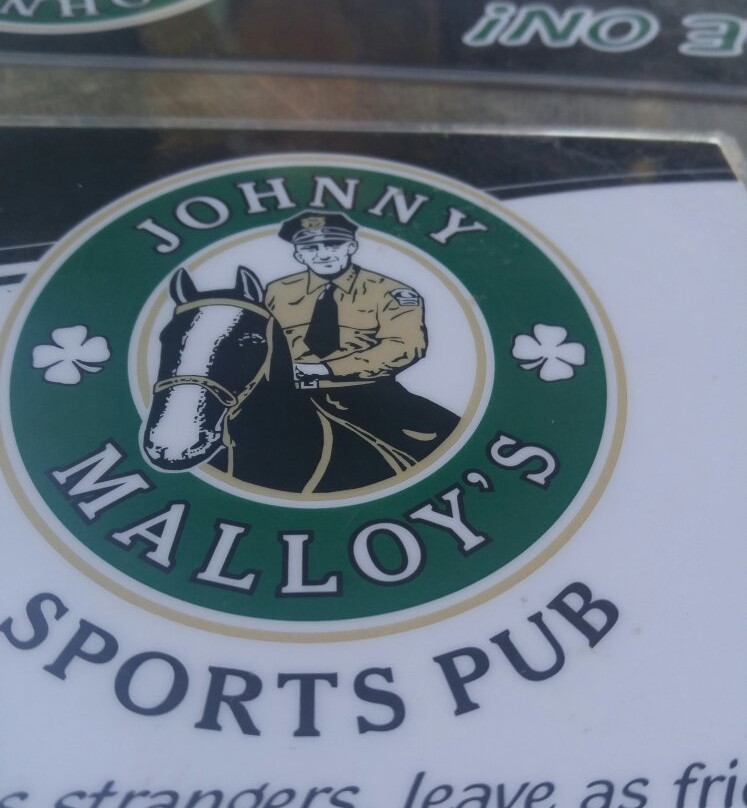 JOHNNY
MALLOY'S
SPORTS PUB
strangers, leave as